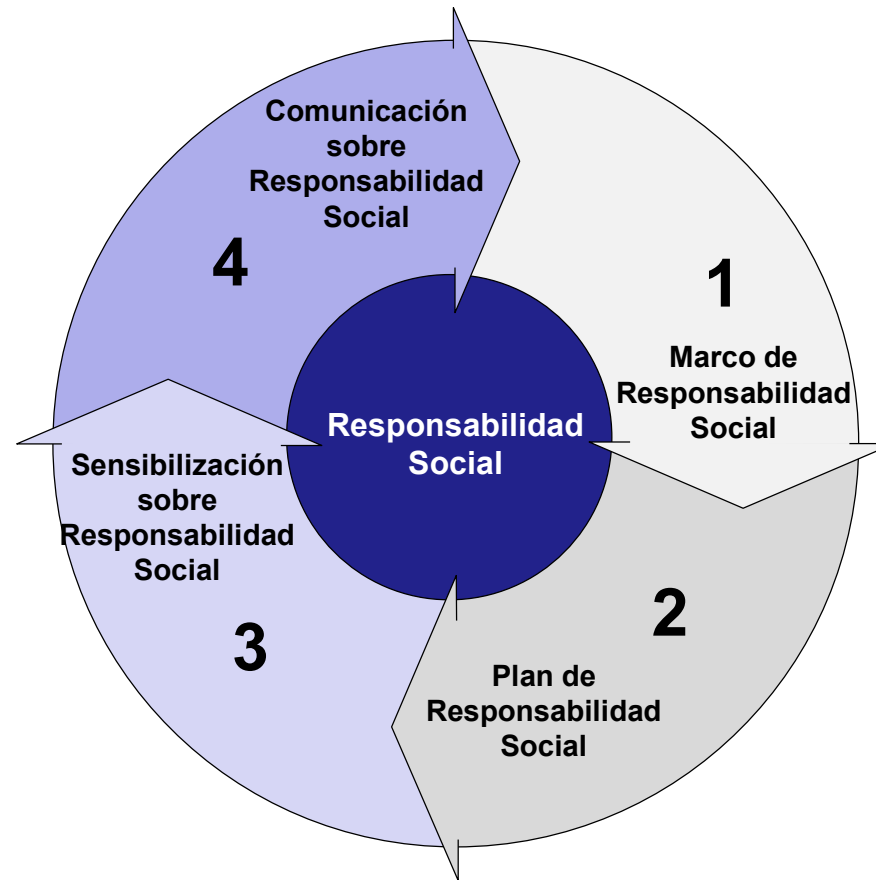 Comunicación
sobre
Responsabilidad
Social
4
1
Marco de
Responsabilidad
Social
Responsabilidad
Social
Sensibilización
sobre
Responsabilidad
Social
3
2
Plan de
Responsabilidad
Social